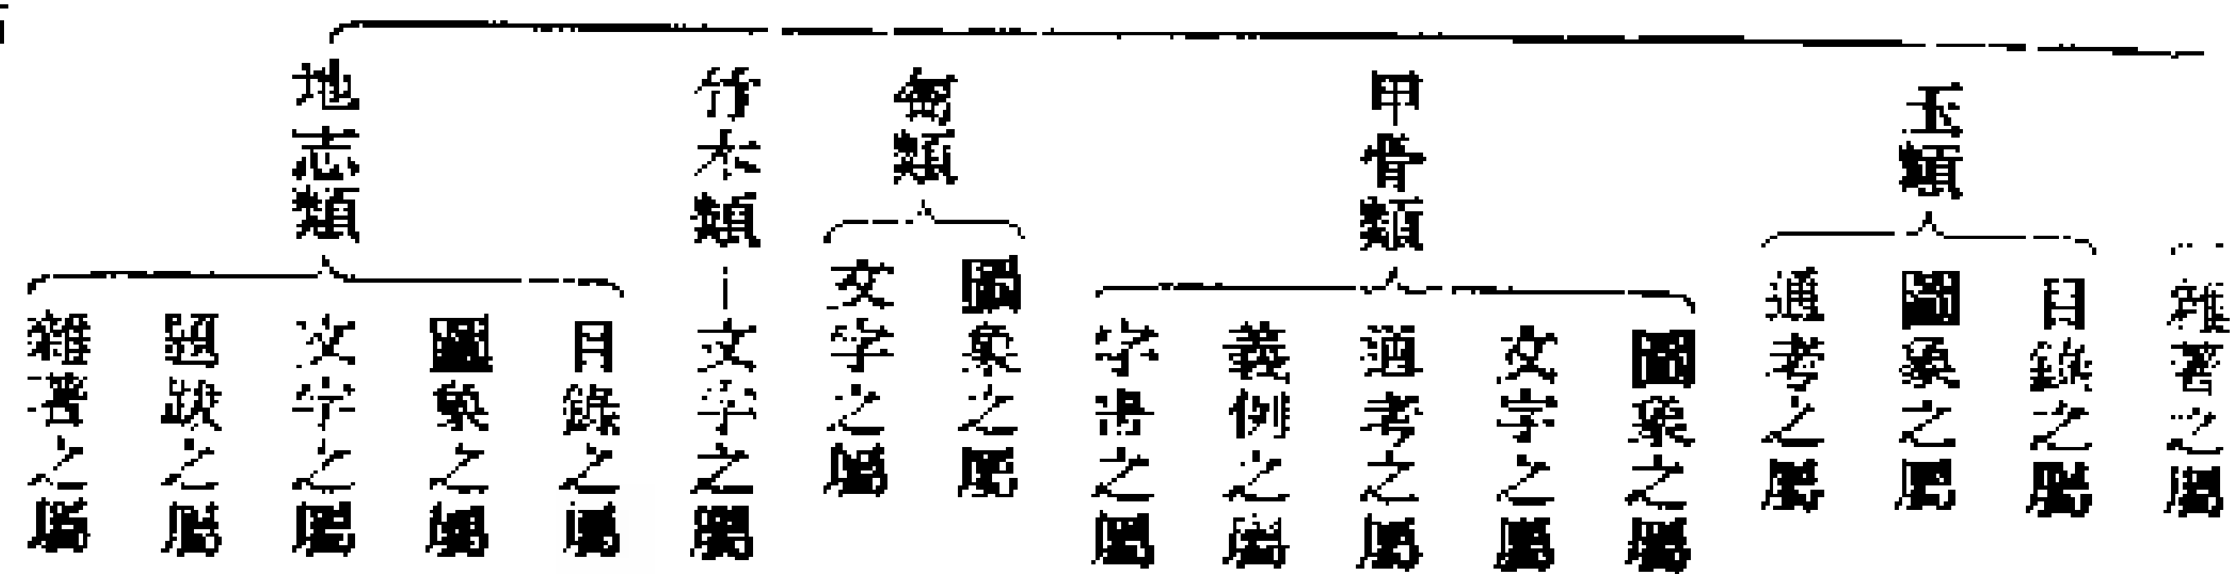 雜著之屬
玉類
目錄之屬
圖象之屬
通考之屬
甲骨類
圖象之屬
文字之屬
通考之屬
義例之屬
字書之屬
匋類
圖象之屬
文字之屬
竹木類－文字之屬
地志類
目錄之屬
圖象之屬
文字之屬
題跋之屬
雜著之屬